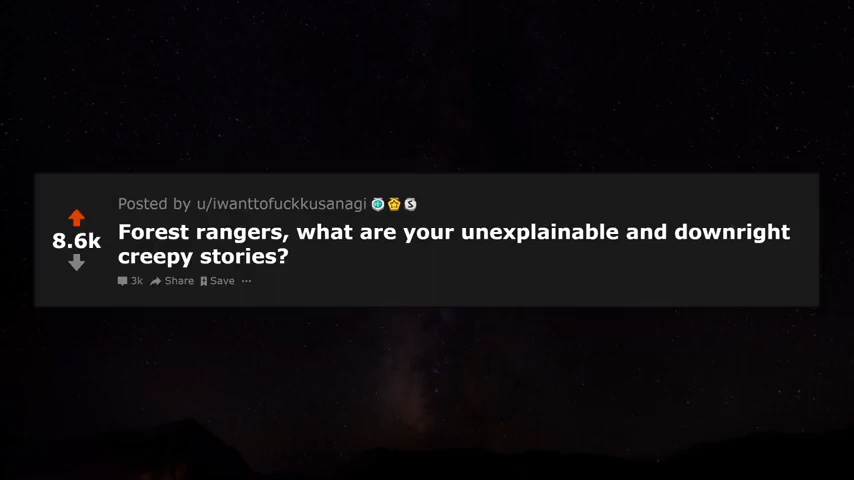 Posted by u/iwanttofuckkusanagi
8.6k
Forest rangers, what are your unexplainable and downright
creepy stories?
3k Share Save ···